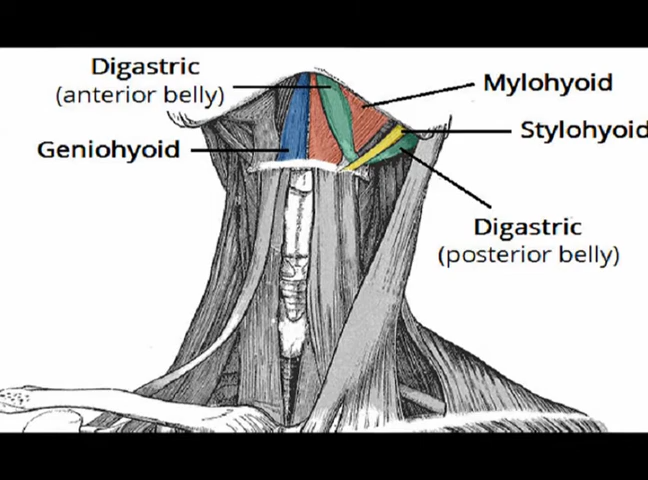 Digastric
(anterior belly)
Mylohyoid
Stylohyoid
Geniohyoid
Digastric
(posterior belly)